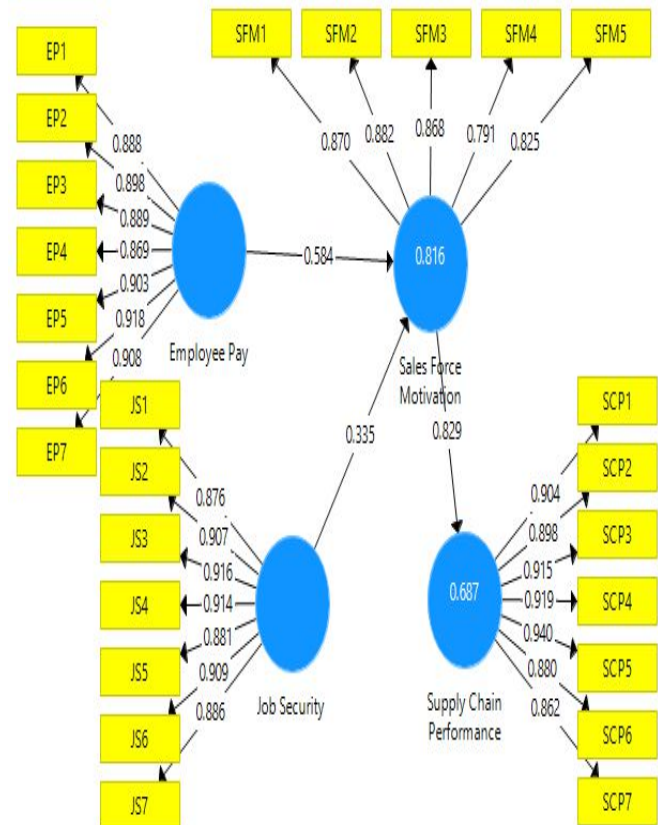 SFM1
SFM2
SFM3
SFM4
SFM5
0.870
0.882
0.868
0.791
0.825
EP1
EP2
EP3
EP4
EP5
EP6
EP7
0.888
0.898
0.889
0.869
0.903
0.918
0.908
Employee Pay
0.584
0.816
Sales Force
Motivation
0.335
0.829
JS1
JS2
JS3
JS4
JS5
JS6
JS7
0.876
0.907
0.916
0.914
0.881
0.909
0.886
Job Security
0.687
Supply Chain
Performance
0.904
0.898
0.915
0.919
0.940
0.880
0.862
SCP1
SCP2
SCP3
SCP4
SCP5
SCP6
SCP7